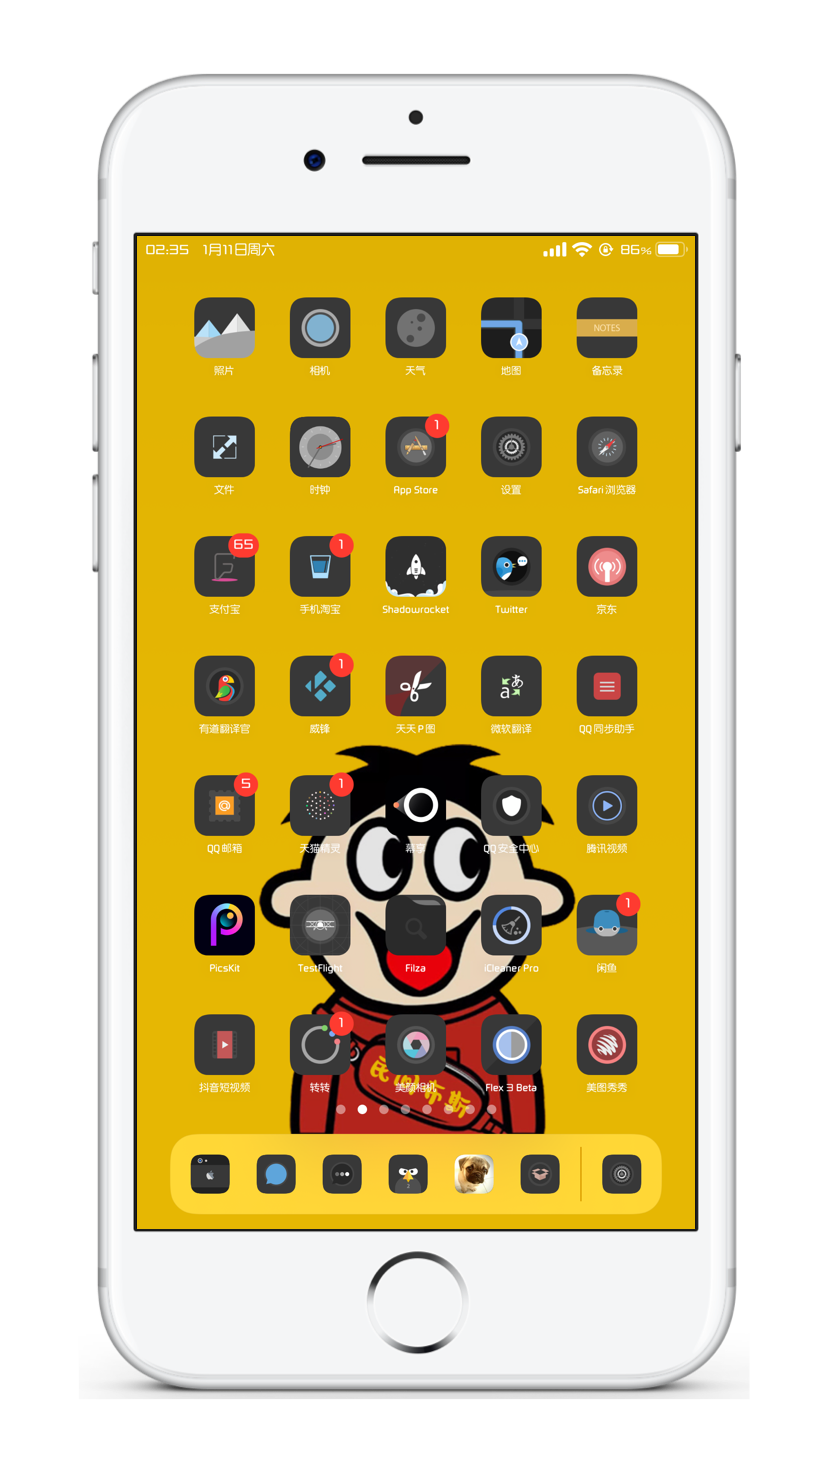 02:35 1月11日周六 86%
NOTES
照片 相机 天气 地图 备忘录
1
文件 时钟 App Store 设置 Safari 浏览器
65 1
支付宝 手机淘宝 Shadowrocket Twitter 京东
1
あ
a
有道翻译官 威锋 天天P图 微软翻译 QQ同步助手
5 1
@
QQ邮箱 天猫精灵 幕享 QQ安全中心 腾讯视频
1
PicsKit TestFlight Filza iCleaner Pro 闲鱼
1
抖音短视频 转转 美颜相机 Flex 3 Beta 美图秀秀